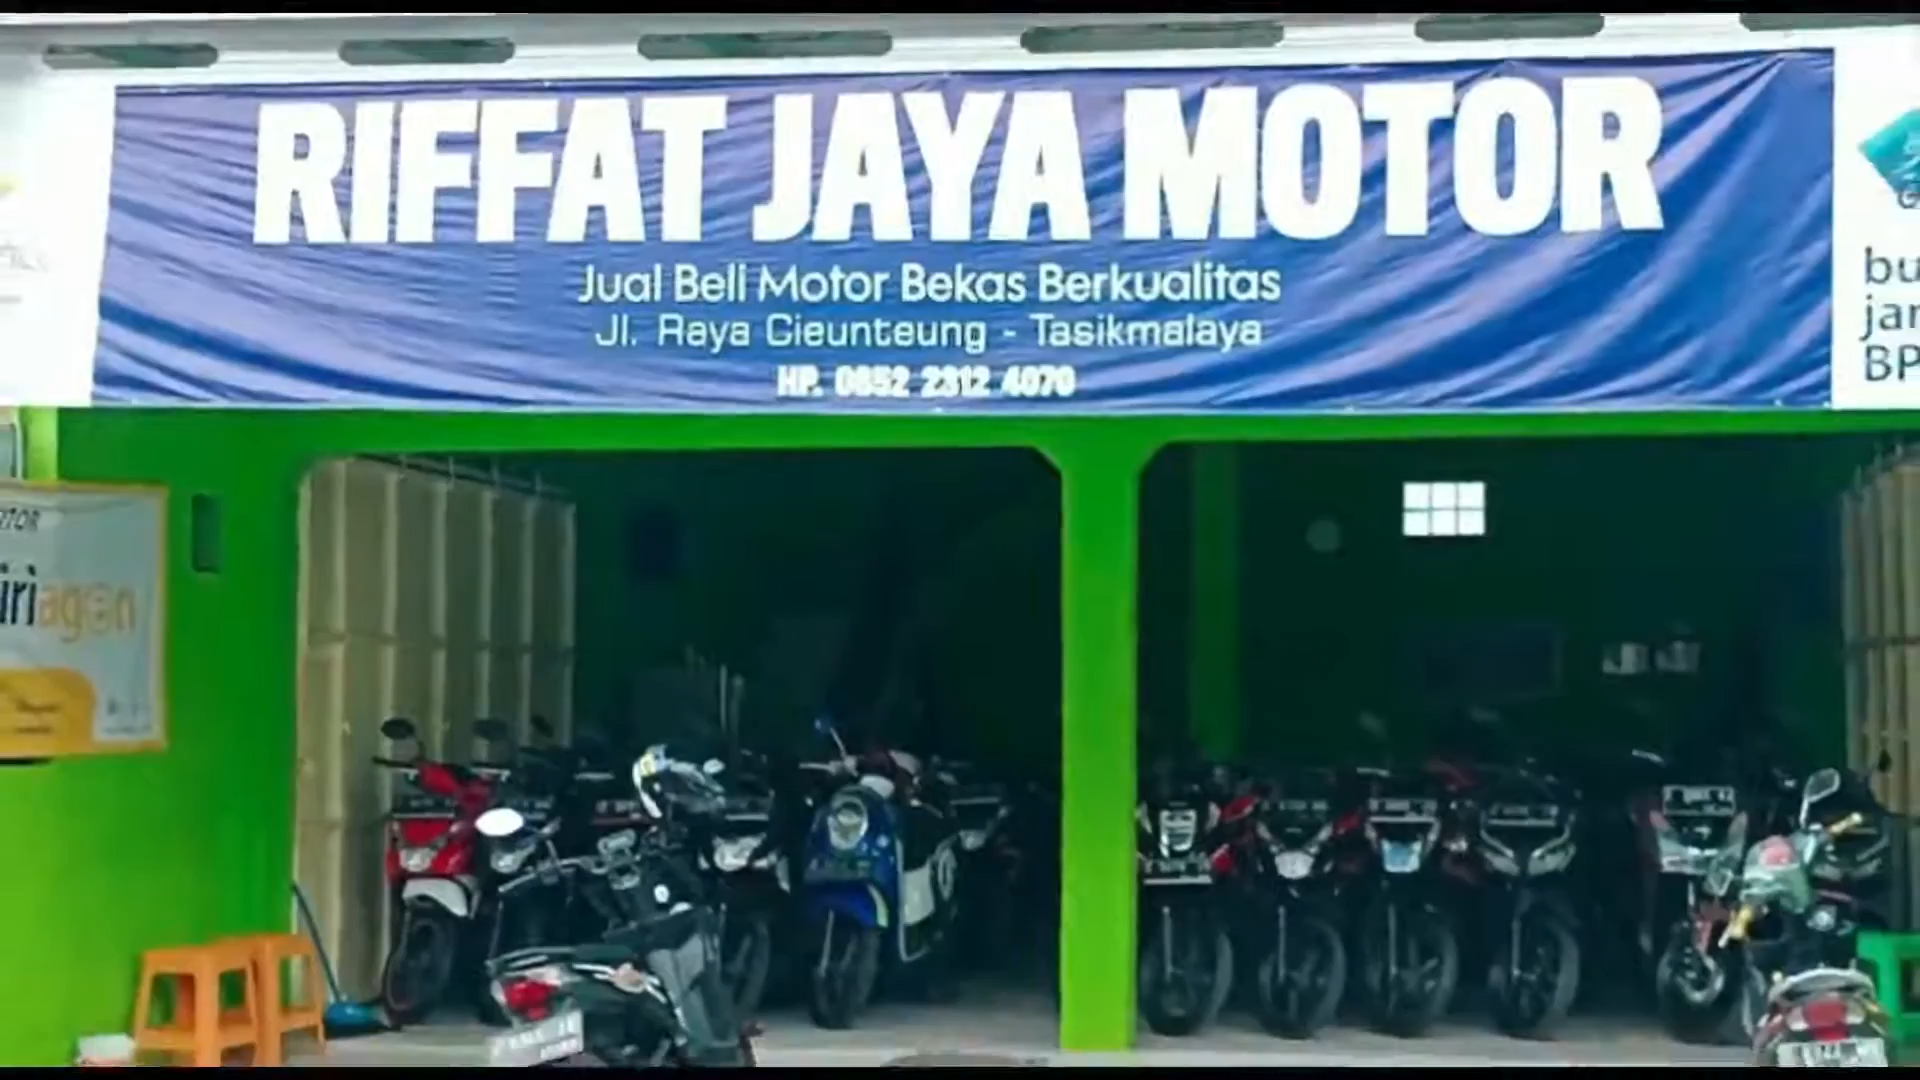 RIFFAT JAYA MOTOR
Jual Beli Motor Bekas Berkualitas
Jl. Raya Cieunteung - Tasikmalaya
HP. 0852 2312 4070
bu
jar
BP
TOR
iriagen